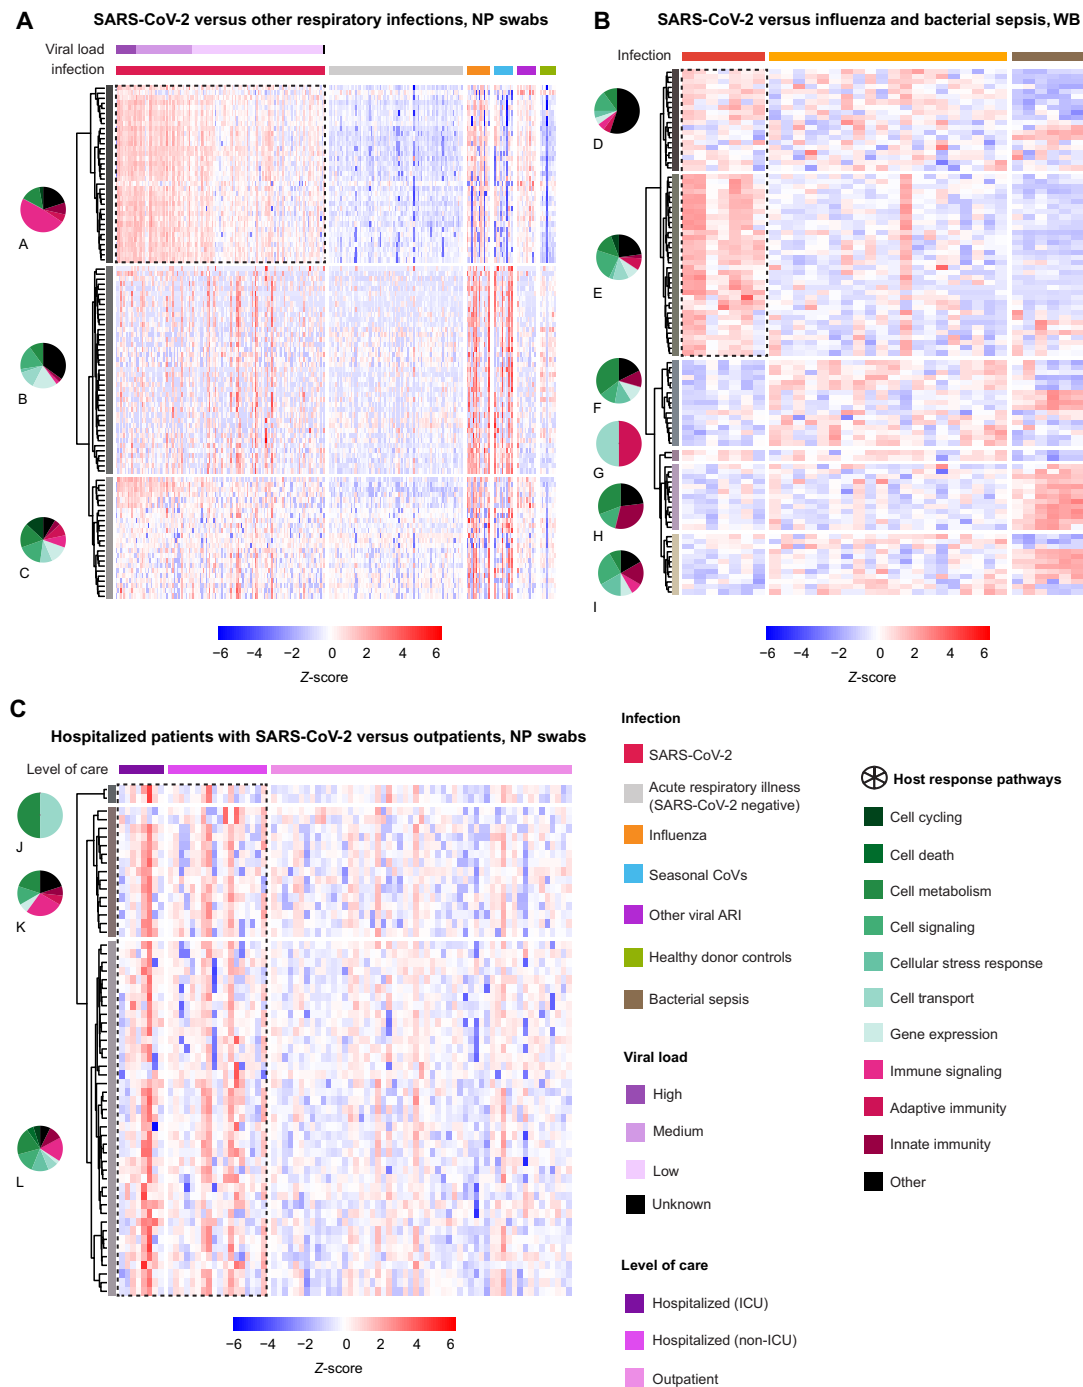 A
SARS-CoV-2 versus other respiratory infections, NP swabs
Viral load
infection
A
B
C
−6 −4 −2 0 2 4 6
Z-score
B
SARS-CoV-2 versus influenza and bacterial sepsis, WB
Infection
D
E
F
G
H
I
−6 −4 −2 0 2 4 6
Z-score
C
Hospitalized patients with SARS-CoV-2 versus outpatients, NP swabs
Level of care
J
K
L
−6 −4 −2 0 2 4 6
Z-score
Infection
SARS-CoV-2
Acute respiratory illness
(SARS-CoV-2 negative)
Influenza
Seasonal CoVs
Other viral ARI
Healthy donor controls
Bacterial sepsis
Viral load
High
Medium
Low
Unknown
Level of care
Hospitalized (ICU)
Hospitalized (non-ICU)
Outpatient
Host response pathways
Cell cycling
Cell death
Cell metabolism
Cell signaling
Cellular stress response
Cell transport
Gene expression
Immune signaling
Adaptive immunity
Innate immunity
Other